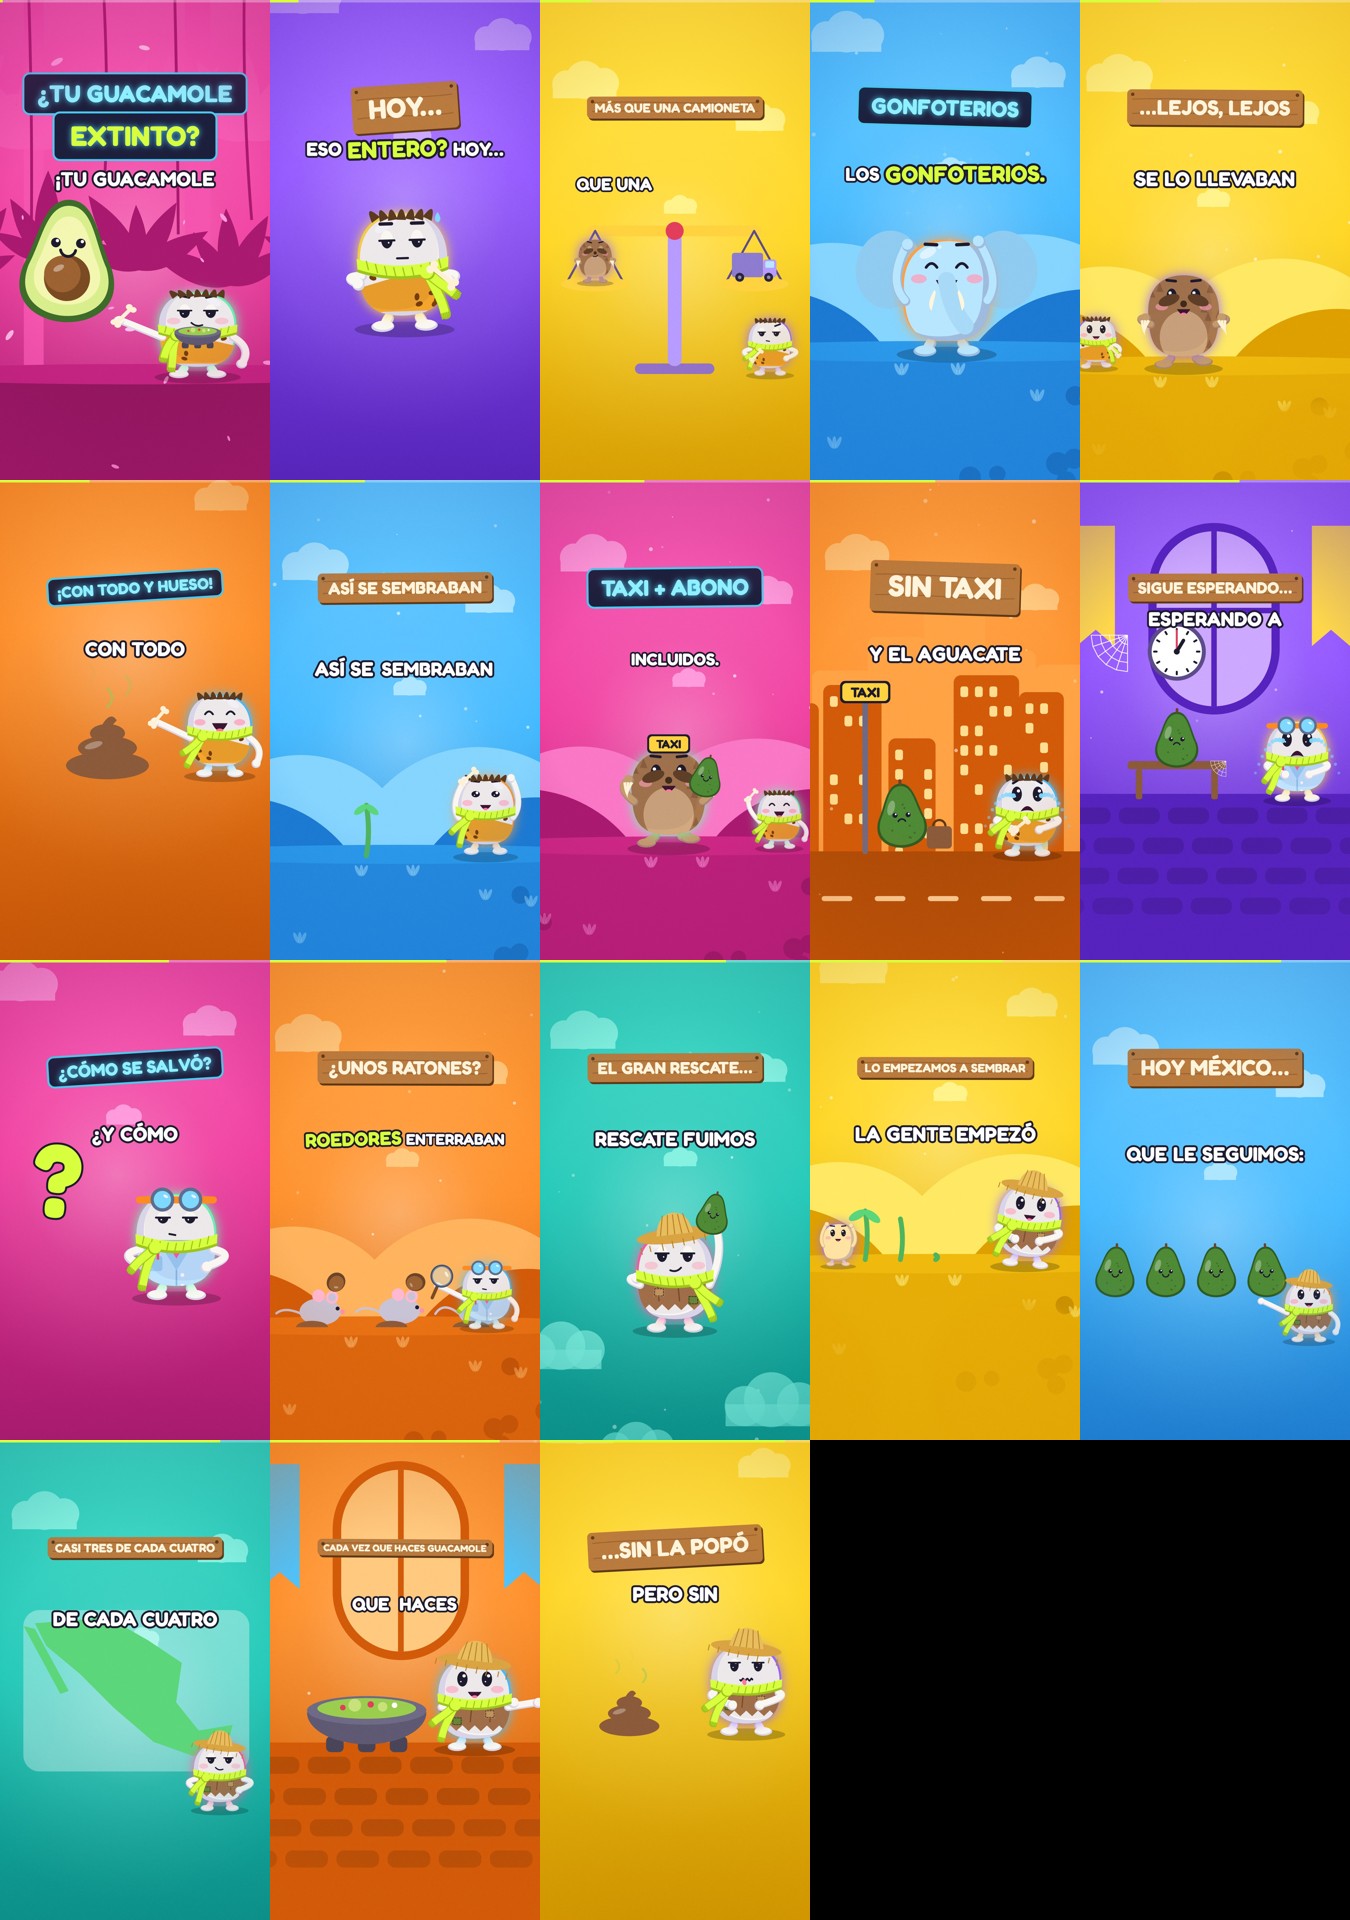 ¿TU GUACAMOLE
EXTINTO?
¡TU GUACAMOLE
HOY...
ESO ENTERO? HOY...
MÁS QUE UNA CAMIONETA
QUE UNA
GONFOTERIOS
LOS GONFOTERIOS.
...LEJOS, LEJOS
SE LO LLEVABAN
¡CON TODO Y HUESO!
CON TODO
ASÍ SE SEMBRABAN
ASÍ SE SEMBRABAN
TAXI + ABONO
INCLUIDOS.
TAXI
SIN TAXI
Y EL AGUACATE
TAXI
SIGUE ESPERANDO...
ESPERANDO A
¿CÓMO SE SALVÓ?
¿Y CÓMO
?
¿UNOS RATONES?
ROEDORES ENTERRABAN
EL GRAN RESCATE...
RESCATE FUIMOS
LO EMPEZAMOS A SEMBRAR
LA GENTE EMPEZÓ
HOY MÉXICO...
QUE LE SEGUIMOS:
CASI TRES DE CADA CUATRO
DE CADA CUATRO
CADA VEZ QUE HACES GUACAMOLE
QUE HACES
...SIN LA POPÓ
PERO SIN